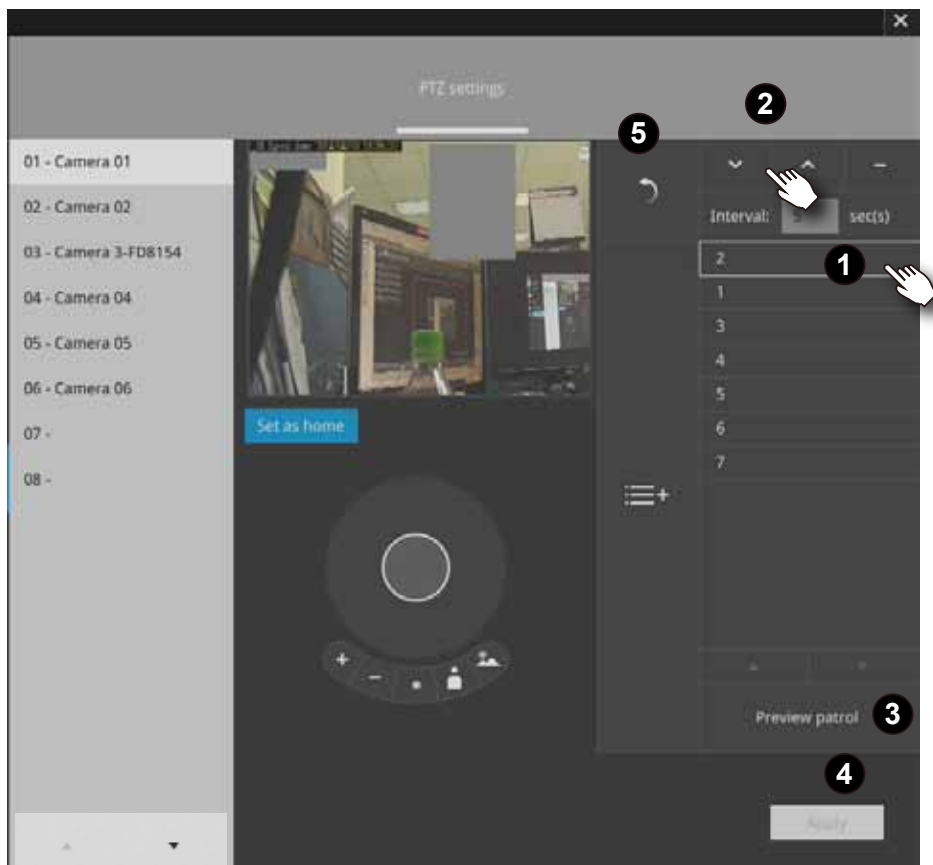 PTZ settings
2
5
01 - Camera 01
02 - Camera 02
03 - Camera 3-FD8154
04 - Camera 04
05 - Camera 05
06 - Camera 06
07 -
08 -
Set as home
Interval: 5 sec(s)
1
2
1
3
4
5
6
7
Preview patrol
3
4
Apply